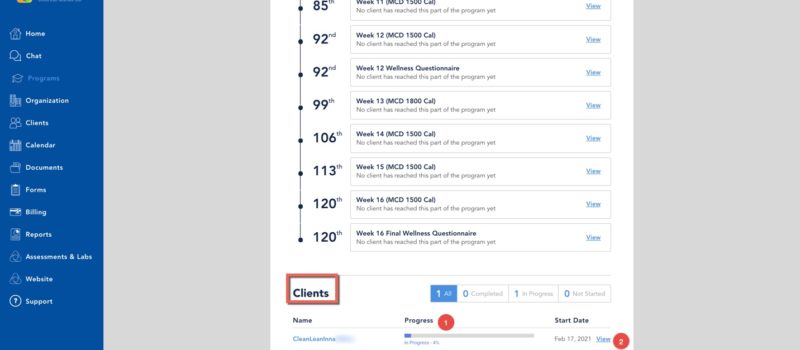 Home
Chat
Programs
Organization
Clients
Calendar
Documents
Forms
Billing
Reports
Assessments & Labs
Website
Support
85th
Week 11 (MCD 1500 Cal)
No client has reached this part of the program yet
View
92nd
Week 12 (MCD 1500 Cal)
No client has reached this part of the program yet
View
92nd
Week 12 Wellness Questionnaire
No client has reached this part of the program yet
View
99th
Week 13 (MCD 1800 Cal)
No client has reached this part of the program yet
View
106th
Week 14 (MCD 1500 Cal)
No client has reached this part of the program yet
View
113th
Week 15 (MCD 1500 Cal)
No client has reached this part of the program yet
View
120th
Week 16 (MCD 1500 Cal)
No client has reached this part of the program yet
View
120th
Week 16 Final Wellness Questionnaire
No client has reached this part of the program yet
View
Clients
1 All 0 Completed 1 In Progress 0 Not Started
Name Progress 1 Start Date
CleanLeanInna Feb 17, 2021 View 2
In Progress - 4%